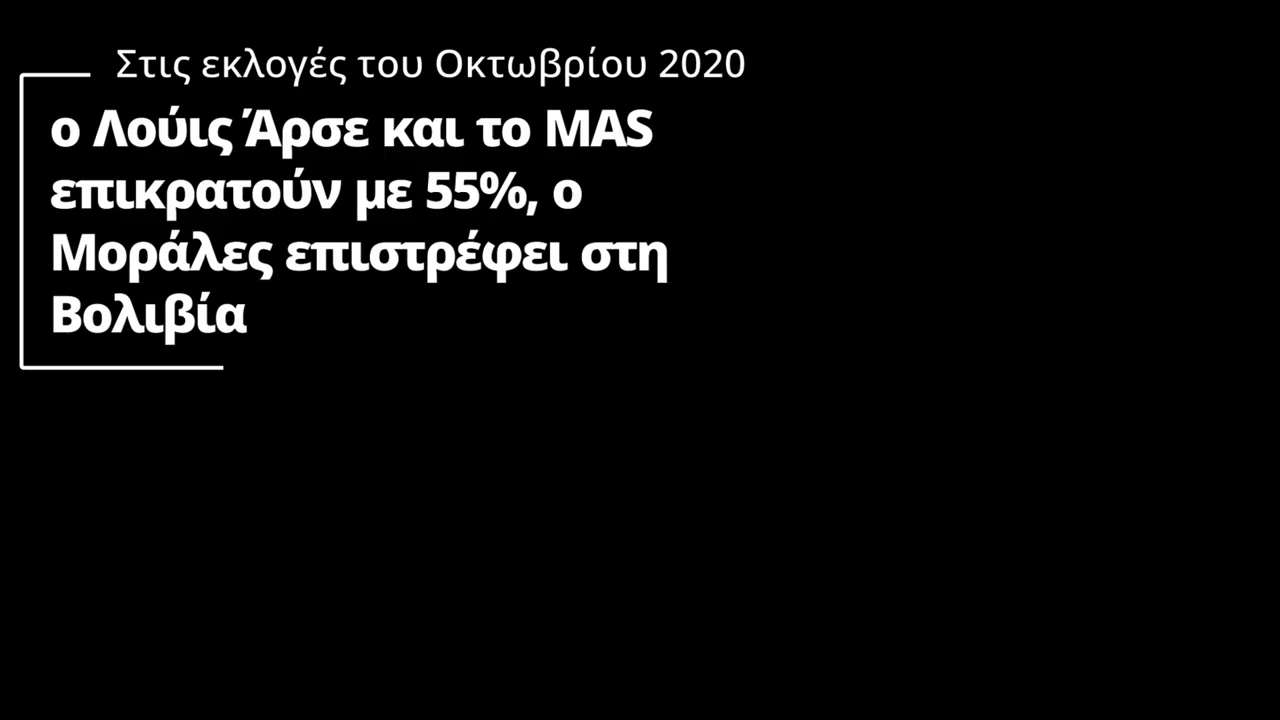 Στις εκλογές του Οκτωβρίου 2020
ο Λούις Άρσε και το MAS
επικρατούν με 55%, ο
Μοράλες επιστρέφει στη
Βολιβία